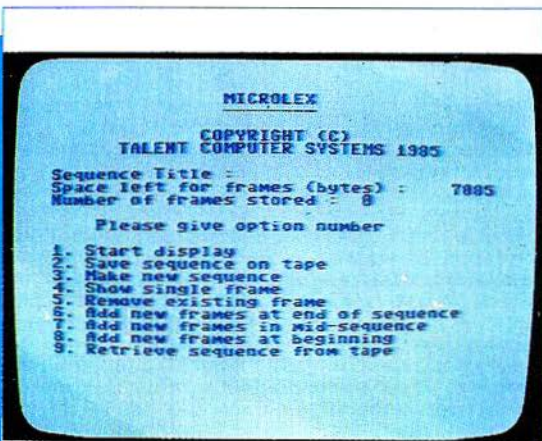 MICROLEX
COPYRIGHT (C)
TALENT COMPUTER SYSTEMS 1985
Sequence Title :
Space left for frames (bytes) : 7885
Number of frames stored : 0
Please give option number
1. Start display
2. Save sequence on tape
3. Make new sequence
4. Show single frame
5. Remove existing frame
6. Add new frames at end of sequence
7. Add new frames in mid-sequence
8. Add new frames at beginning
9. Retrieve sequence from tape